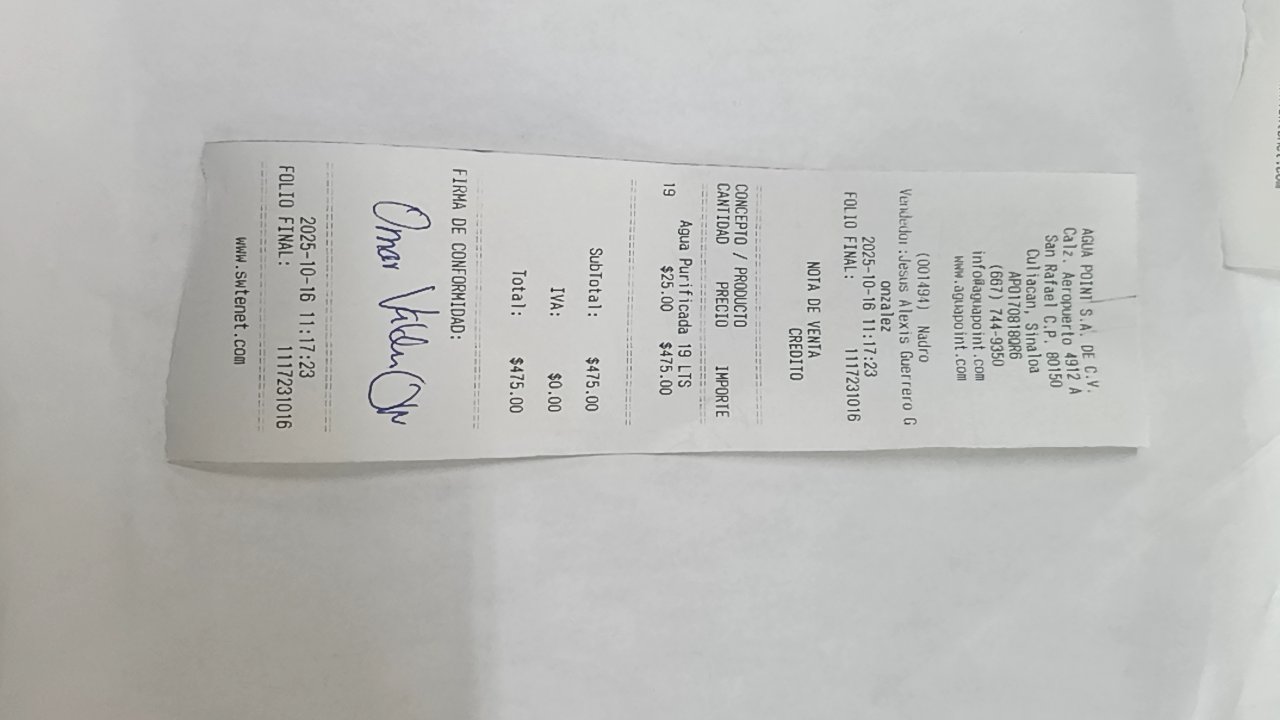 AGUA POINT S.A. DE C.V.
Calz. Aeropuerto 4912 A
San Rafael C.P. 80150
Culiacan, Sinaloa
APO170818QR6
(667) 744-9350
info@aguapoint.com
www.aguapoint.com
(001494) Nadro
Vendedor:Jesus Alexis Guerrero G
onzalez
2025-10-16 11:17:23
FOLIO FINAL: 1117231016
NOTA DE VENTA
CREDITO
CONCEPTO / PRODUCTO
CANTIDAD PRECIO IMPORTE
Agua Purificada 19 LTS
19 $25.00 $475.00
SubTotal: $475.00
IVA: $0.00
Total: $475.00
FIRMA DE CONFORMIDAD:
Omar
2025-10-16 11:17:23
FOLIO FINAL: 1117231016
www.swtenet.com